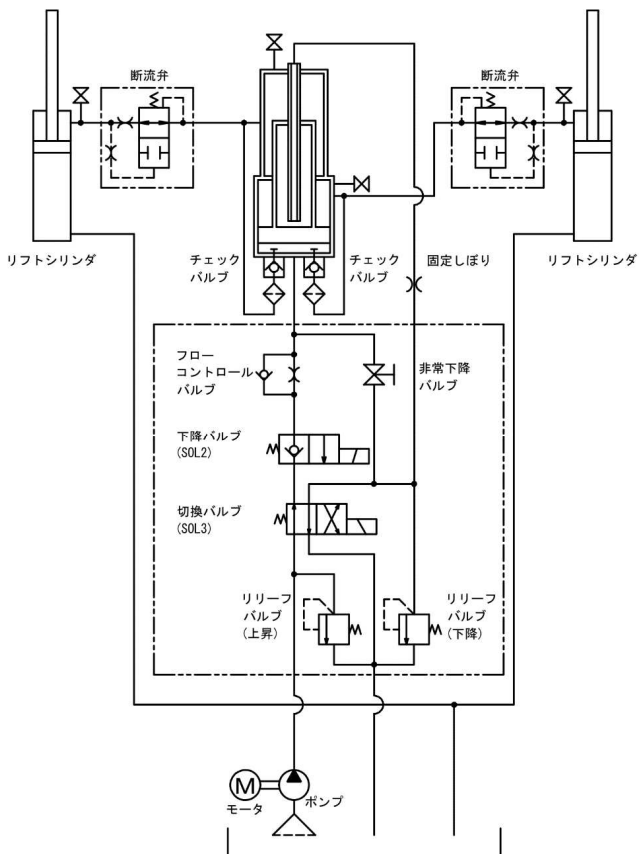 断流弁
断流弁
リフトシリンダ
チェック
バルブ
チェック
バルブ
固定しぼり
リフトシリンダ
フロー
コントロール
バルブ
非常下降
バルブ
下降バルブ
(SOL2)
切換バルブ
(SOL3)
リリーフ
バルブ
(上昇)
リリーフ
バルブ
(下降)
M
モータ
ポンプ